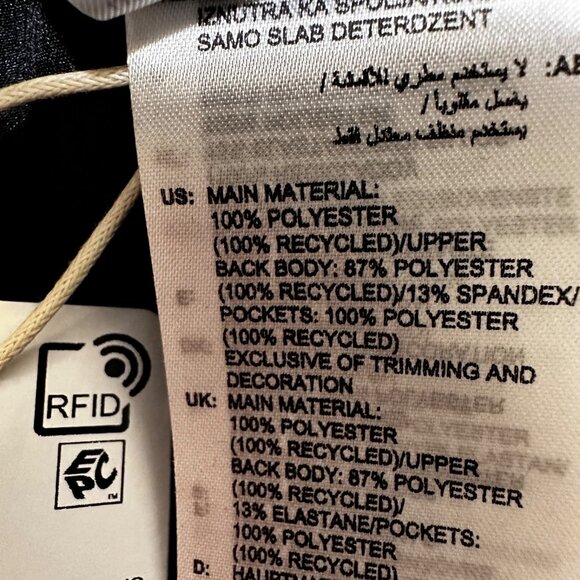 IZNUTRA KA SPOLJA
SAMO SLAB DETERDZENT
لا يستخدم مطري للأقمشة /
يغسل مقلوباً /
يستخدم منظف معتدل فقط
US: MAIN MATERIAL:
100% POLYESTER
(100% RECYCLED)/UPPER
BACK BODY: 87% POLYESTER
(100% RECYCLED)/13% SPANDEX/
POCKETS: 100% POLYESTER
(100% RECYCLED)
EXCLUSIVE OF TRIMMING AND
DECORATION
UK: MAIN MATERIAL:
100% POLYESTER
(100% RECYCLED)/UPPER
BACK BODY: 87% POLYESTER
(100% RECYCLED)/
13% ELASTANE/POCKETS:
100% POLYESTER
(100% RECYCLED)
D:
RFID
EPC
TM